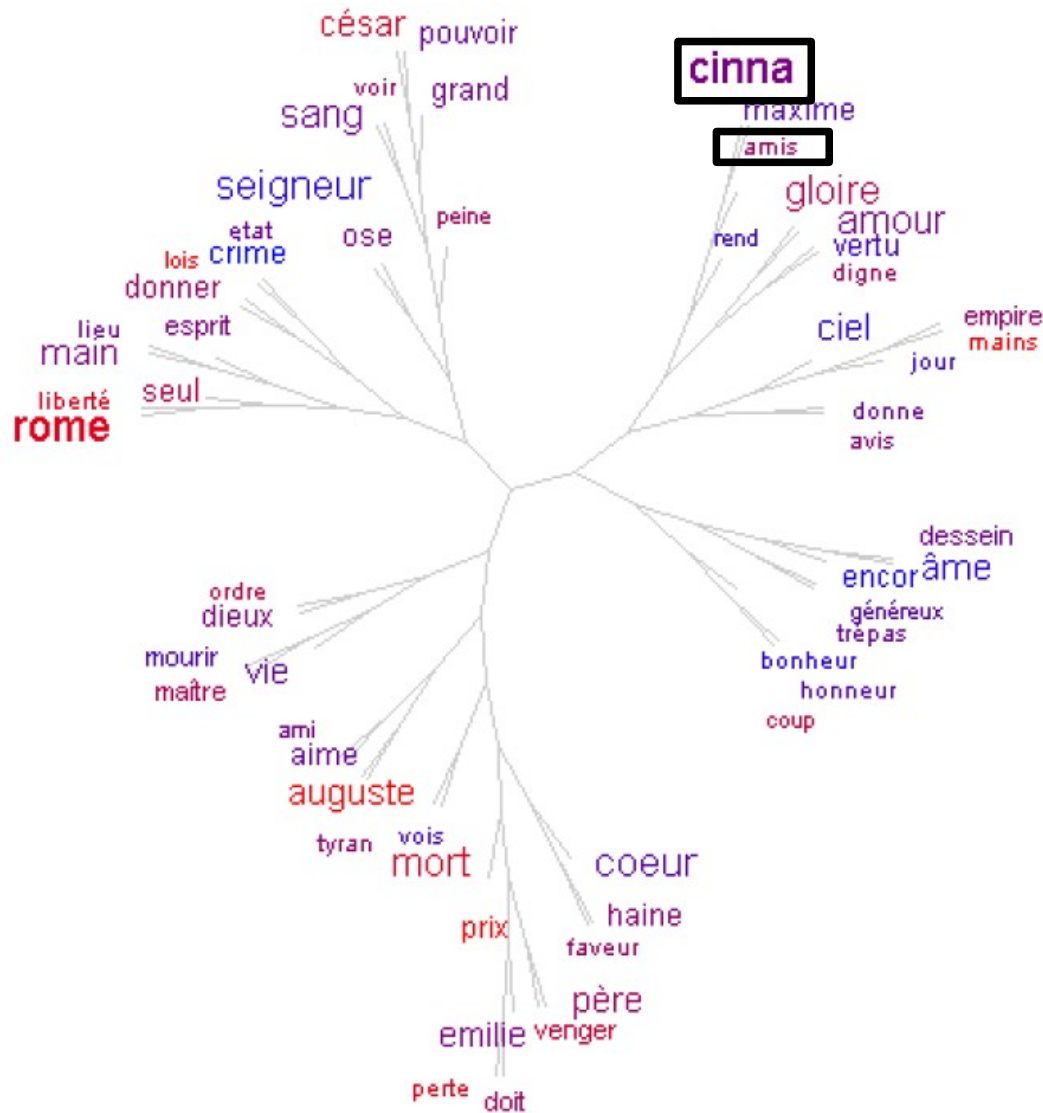 césar
pouvoir
cinna
voir
grand
sang
maxime
amis
seigneur
gloire
peine
amour
etat
ose
rend
vertu
crime
lois
digne
donner
lieu
esprit
ciel
empire
main
mains
jour
liberté
seul
rome
donne
avis
dessein
encor
âme
ordre
dieux
généreux
trépas
mourir
vie
bonheur
maître
honneur
coup
ami
aime
auguste
tyran
vois
mort
coeur
haine
prix
faveur
père
emilie
venger
perte
doit